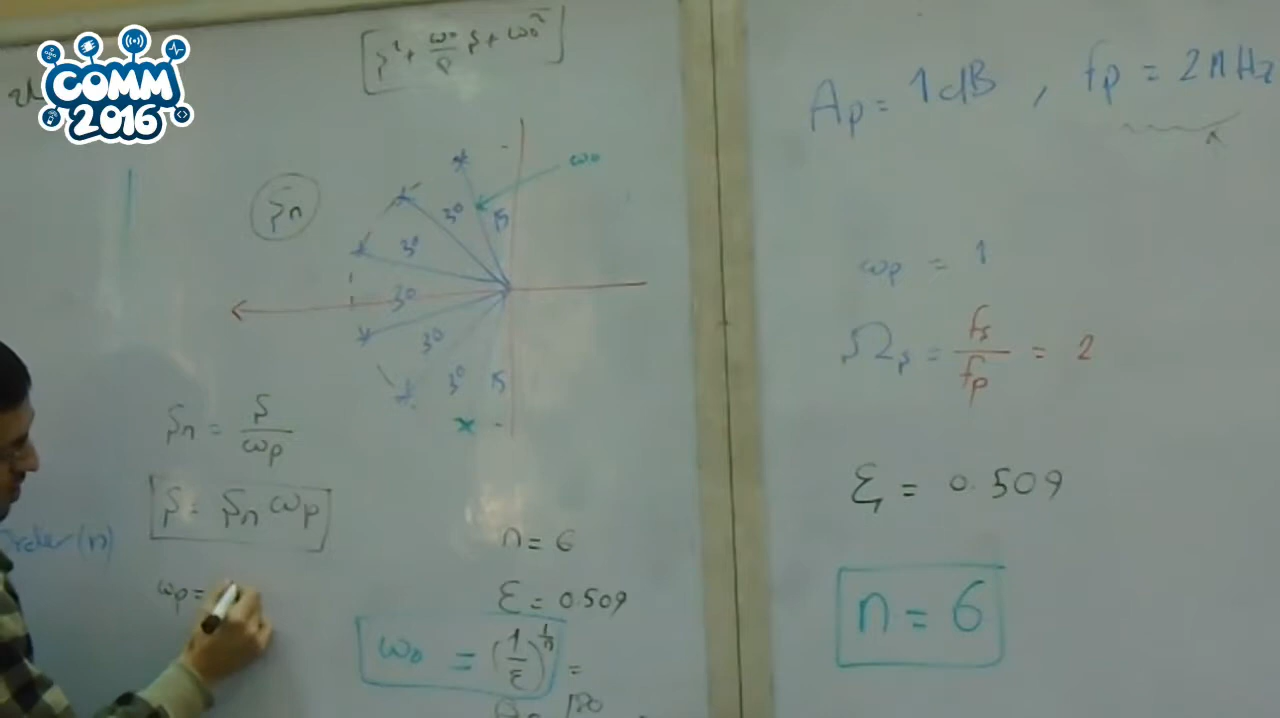 COMM
2016
[S² + ω₀/Q S + ω₀²]
ω₀
Sn
30
15
30
30
30
30
15
Sn = S/ωp
S = Sn ωp
order (n)
ωp =
n = 6
ε = 0.509
ω₀ = (1/ε)^(1/n) =
180
Ap = 1dB , fp = 2MHz
ωp = 1
Ωs = fs/fp = 2
ε = 0.509
n = 6